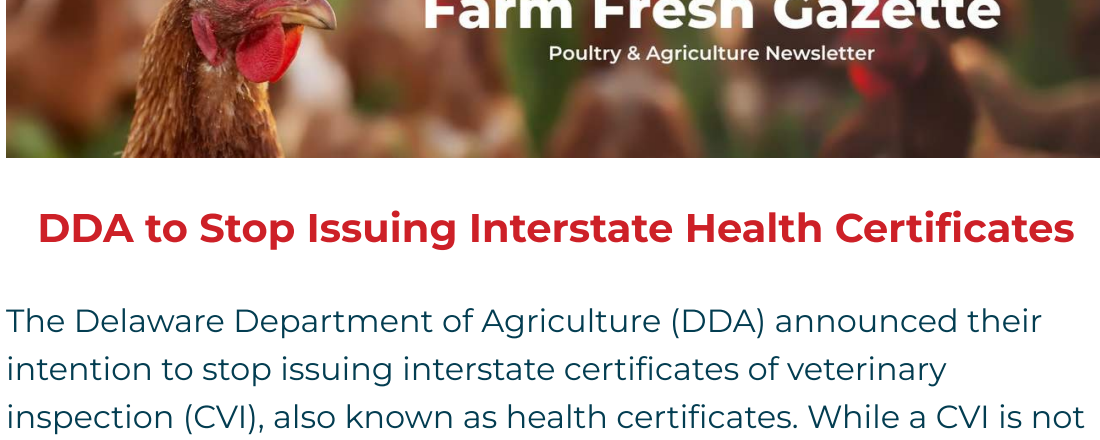 Farm Fresh Gazette
Poultry & Agriculture Newsletter
DDA to Stop Issuing Interstate Health Certificates
The Delaware Department of Agriculture (DDA) announced their
intention to stop issuing interstate certificates of veterinary
inspection (CVI), also known as health certificates. While a CVI is not